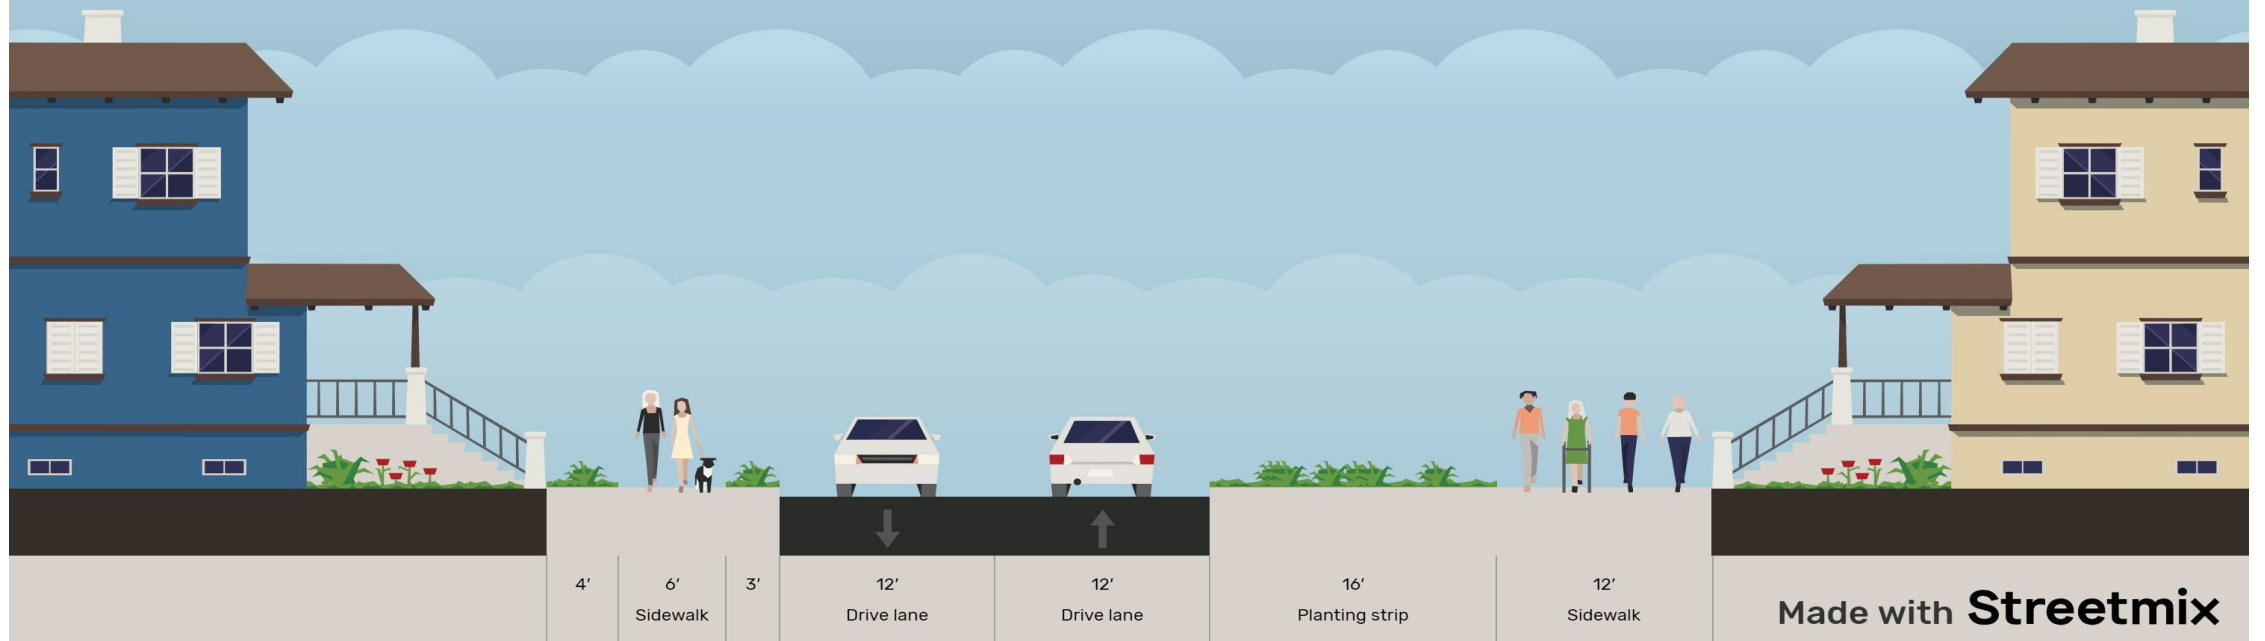 4′ 6′ 3′ 12′ 12′ 16′ 12′
Sidewalk Drive lane Drive lane Planting strip Sidewalk
Made with Streetmix